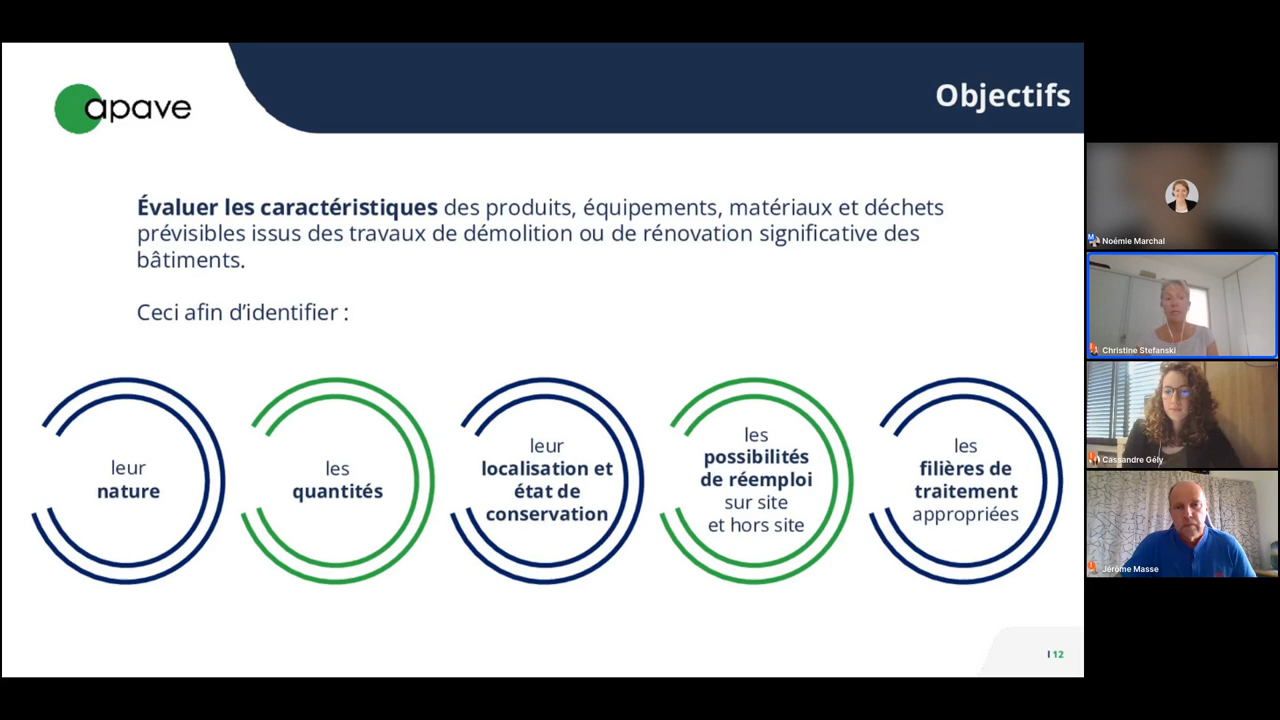 apave
Objectifs
Évaluer les caractéristiques des produits, équipements, matériaux et déchets
prévisibles issus des travaux de démolition ou de rénovation significative des
bâtiments.
Ceci afin d’identifier :
leur
nature
les
quantités
leur
localisation et
état de
conservation
les
possibilités
de réemploi
sur site
et hors site
les
filières de
traitement
appropriées
I 12
Noémie Marchal
Christine Stefanski
Cassandre Gély
Jérôme Masse